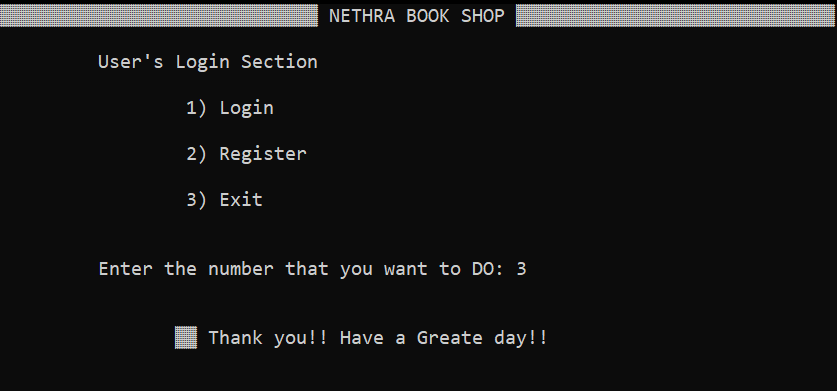 NETHRA BOOK SHOP
User's Login Section
1) Login
2) Register
3) Exit
Enter the number that you want to DO: 3
Thank you!! Have a Greate day!!